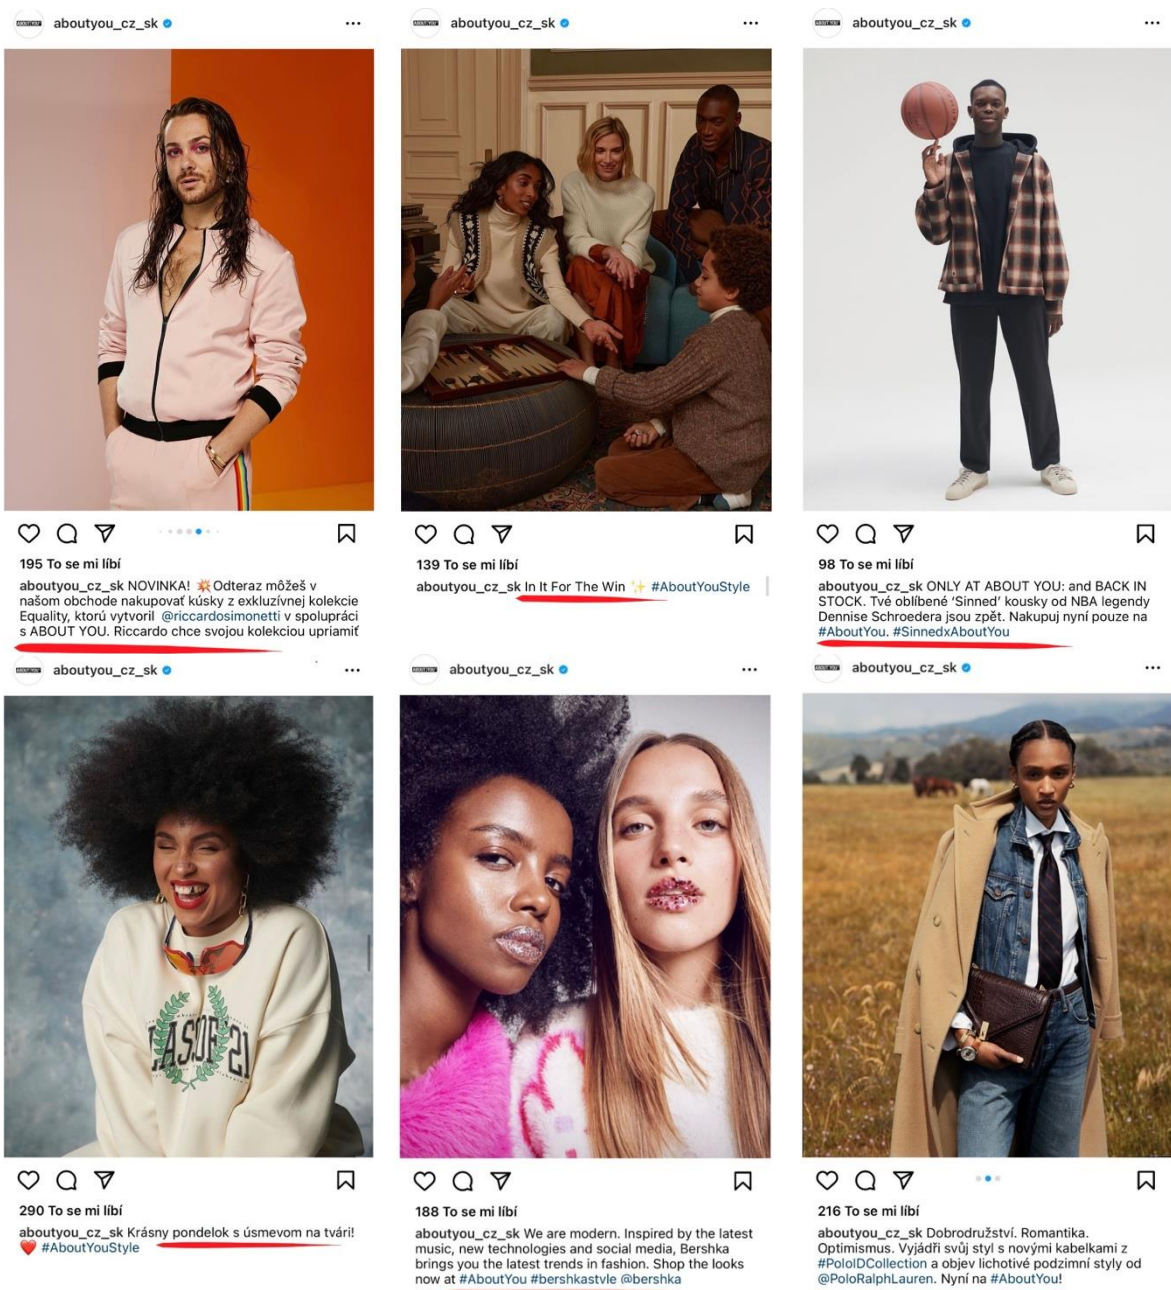 aboutyou_cz_sk
195 To se mi líbí
aboutyou_cz_sk NOVINKA! 💥Odteraz môžeš v
našom obchode nakupovať kúsky z exkluzívnej kolekcie
Equality, ktorú vytvoril @riccardosimonetti v spolupráci
s ABOUT YOU. Riccardo chce svojou kolekciou upriamiť
aboutyou_cz_sk
139 To se mi líbí
aboutyou_cz_sk In It For The Win ✨ #AboutYouStyle
aboutyou_cz_sk
98 To se mi líbí
aboutyou_cz_sk ONLY AT ABOUT YOU: and BACK IN
STOCK. Tvé oblíbené ‘Sinned’ kousky od NBA legendy
Dennise Schroedera jsou zpět. Nakupuj nyní pouze na
#AboutYou. #SinnedxAboutYou
aboutyou_cz_sk
LASSOF 21
290 To se mi líbí
aboutyou_cz_sk Krásny pondelok s úsmevom na tvári!
❤️ #AboutYouStyle
aboutyou_cz_sk
188 To se mi líbí
aboutyou_cz_sk We are modern. Inspired by the latest
music, new technologies and social media, Bershka
brings you the latest trends in fashion. Shop the looks
now at #AboutYou #bershkastyle @bershka
aboutyou_cz_sk
216 To se mi líbí
aboutyou_cz_sk Dobrodružství. Romantika.
Optimismus. Vyjádři svůj styl s novými kabelkami z
#PoloIDCollection a objev lichotivé podzimní styly od
@PoloRalphLauren. Nyní na #AboutYou!